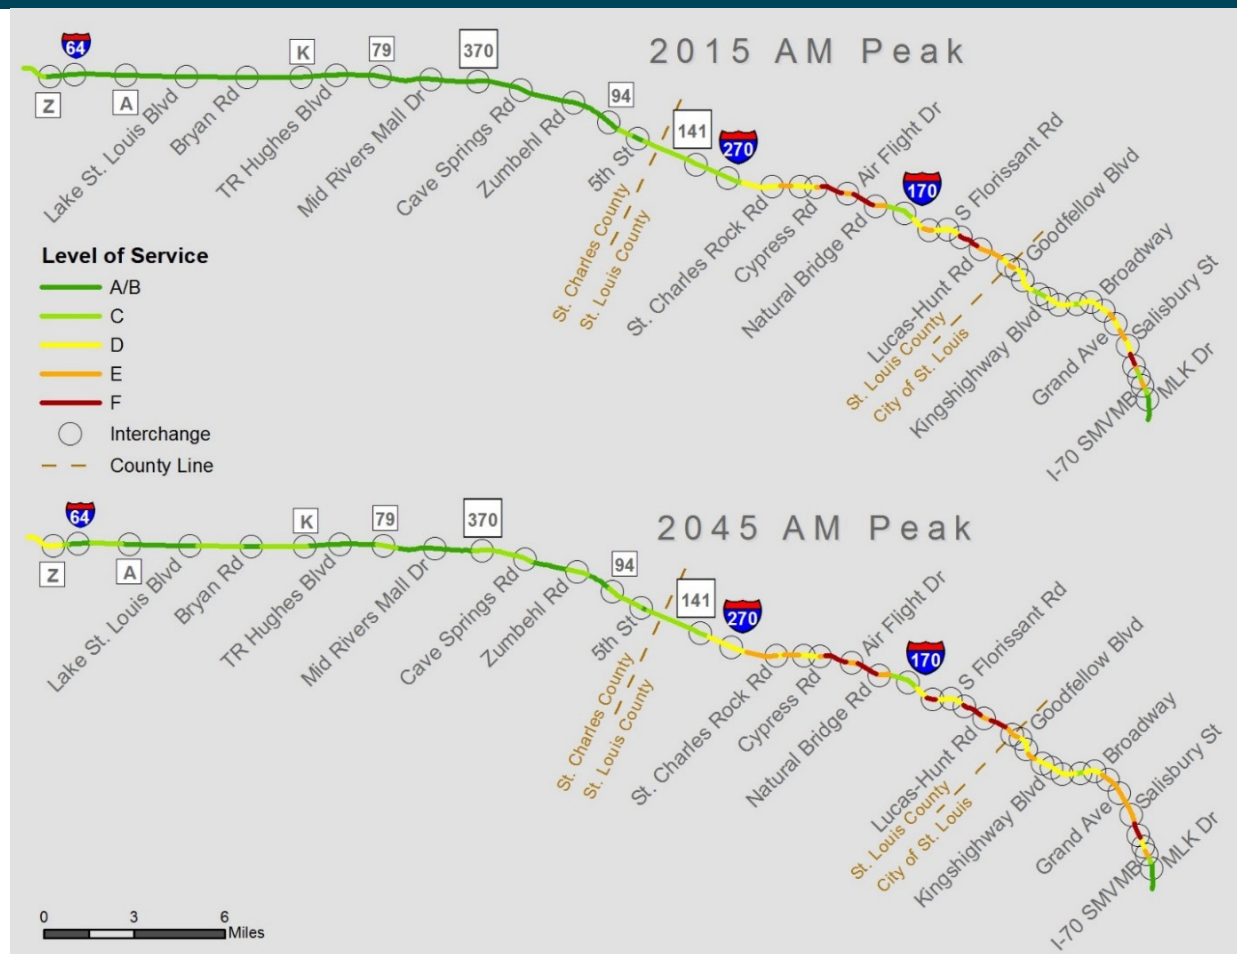 2015 AM Peak
64
K
79
370
94
141
270
170
Z
A
Lake St. Louis Blvd
Bryan Rd
TR Hughes Blvd
Mid Rivers Mall Dr
Cave Springs Rd
Zumbehl Rd
5th St
St. Charles County
St. Louis County
St. Charles Rock Rd
Cypress Rd
Air Flight Dr
Natural Bridge Rd
S Florissant Rd
Lucas-Hunt Rd
St. Louis County
City of St. Louis
Goodfellow Blvd
Kingshighway Blvd
Broadway
Grand Ave
Salisbury St
I-70 SMVMB
MLK Dr
Level of Service
A/B
C
D
E
F
Interchange
County Line
2045 AM Peak
64
K
79
370
94
141
270
170
Z
A
Lake St. Louis Blvd
Bryan Rd
TR Hughes Blvd
Mid Rivers Mall Dr
Cave Springs Rd
Zumbehl Rd
5th St
St. Charles County
St. Louis County
St. Charles Rock Rd
Cypress Rd
Air Flight Dr
Natural Bridge Rd
S Florissant Rd
Lucas-Hunt Rd
St. Louis County
City of St. Louis
Goodfellow Blvd
Kingshighway Blvd
Broadway
Grand Ave
Salisbury St
I-70 SMVMB
MLK Dr
0 3 6
Miles